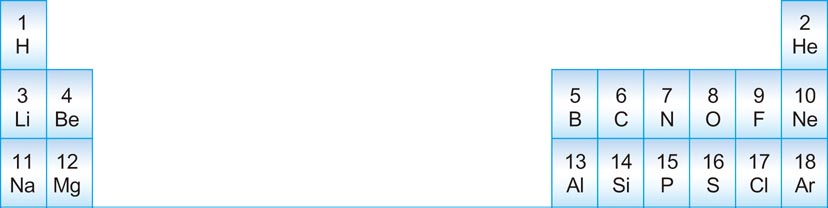 1 2
H He
3 4 5 6 7 8 9 10
Li Be B C N O F Ne
11 12 13 14 15 16 17 18
Na Mg Al Si P S Cl Ar